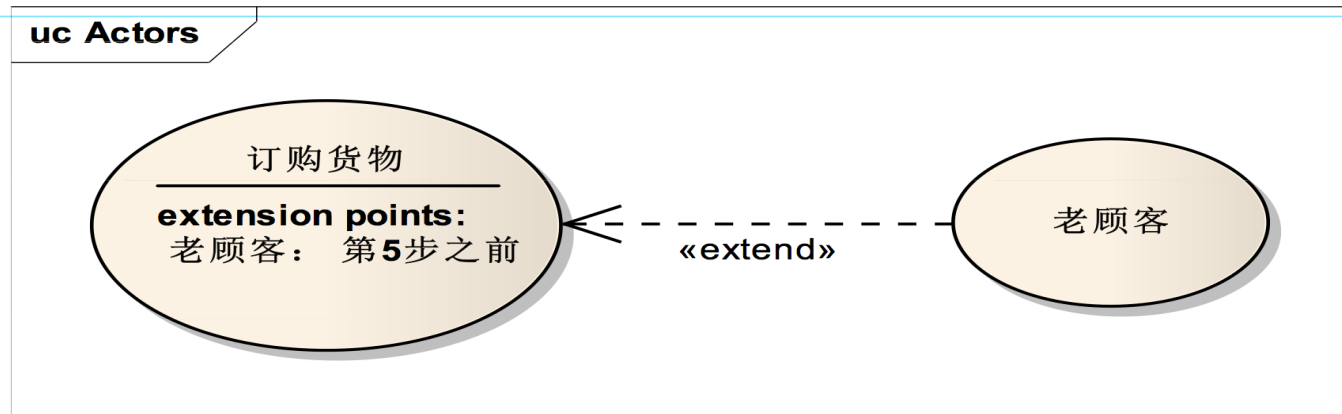 uc Actors
订购货物
extension points:
老顾客： 第5步之前
«extend»
老顾客